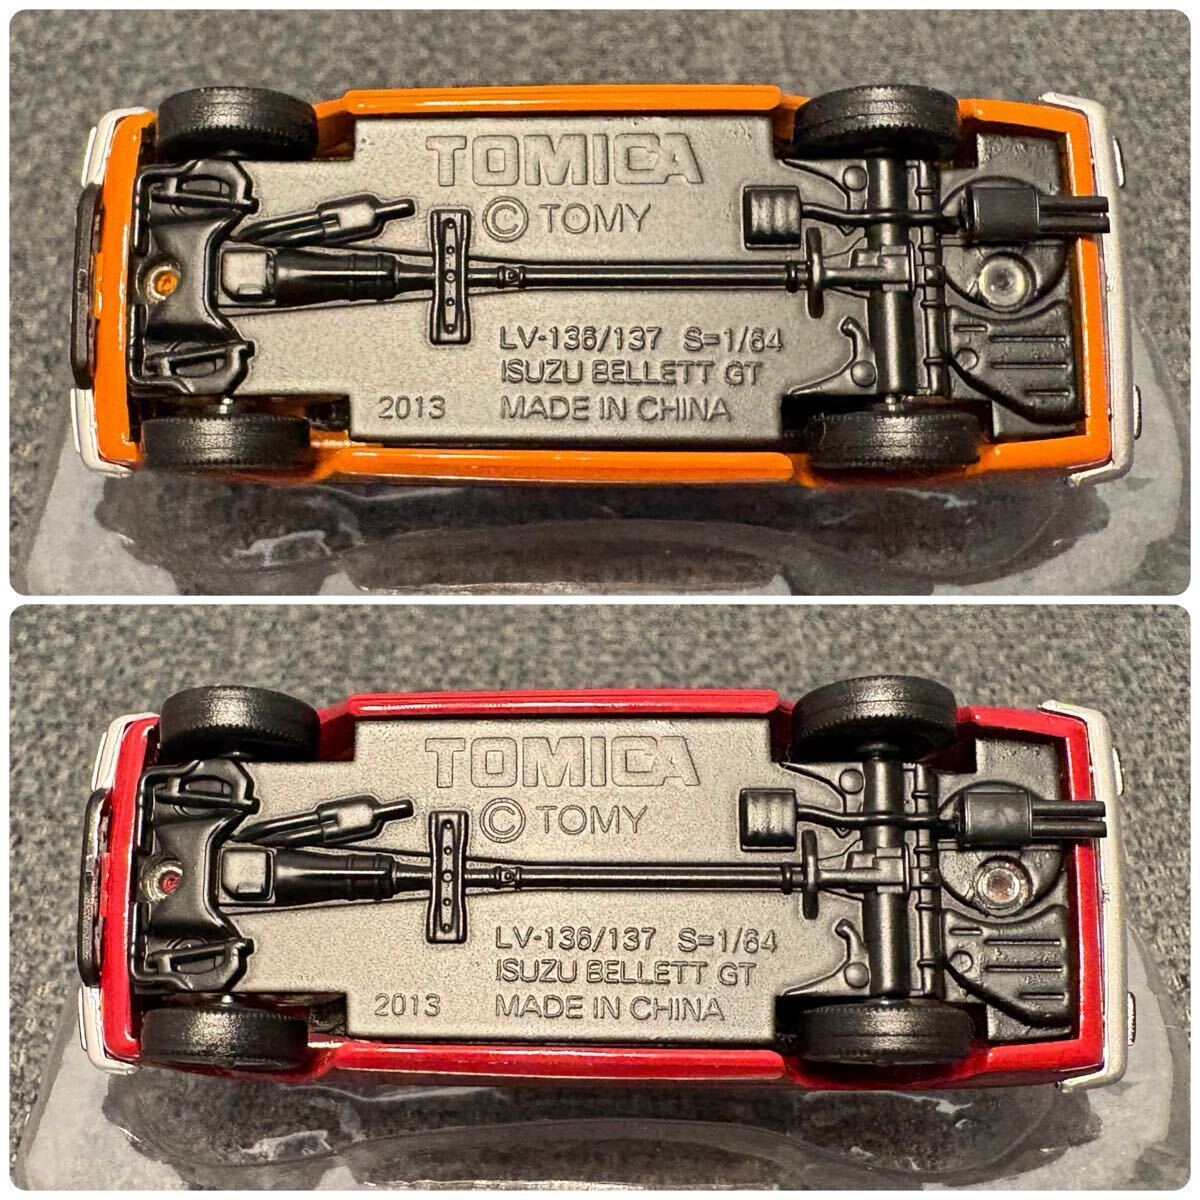 TOMICA
© TOMY
LV-136/137 S=1/64
ISUZU BELLETT GT
2013 MADE IN CHINA
TOMICA
© TOMY
LV-136/137 S=1/64
ISUZU BELLETT GT
2013 MADE IN CHINA